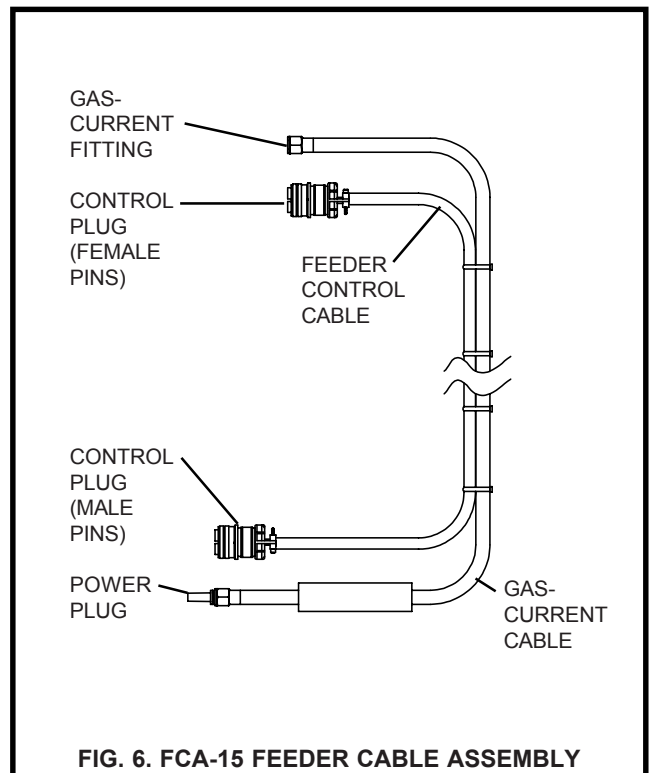 GAS-
CURRENT
FITTING
CONTROL
PLUG
(FEMALE
PINS)
FEEDER
CONTROL
CABLE
CONTROL
PLUG
(MALE
PINS)
POWER
PLUG
GAS-
CURRENT
CABLE
FIG. 6. FCA-15 FEEDER CABLE ASSEMBLY